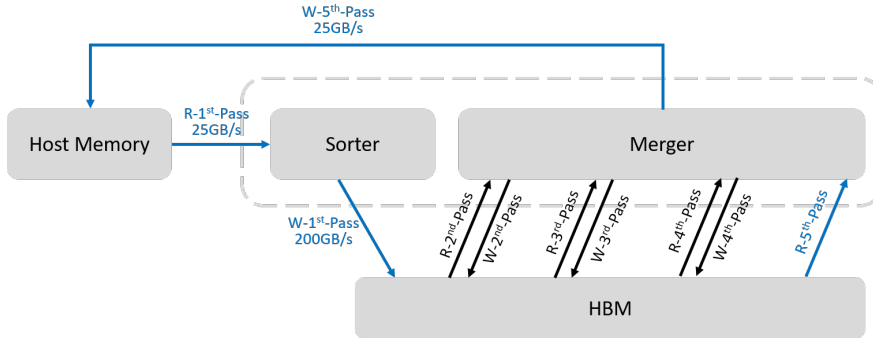 W-5th-Pass
25GB/s
R-1st-Pass
25GB/s
Host Memory
Sorter
Merger
W-1st-Pass
200GB/s
R-2nd-Pass
W-2nd-Pass
R-3rd-Pass
W-3rd-Pass
R-4th-Pass
W-4th-Pass
R-5th-Pass
HBM